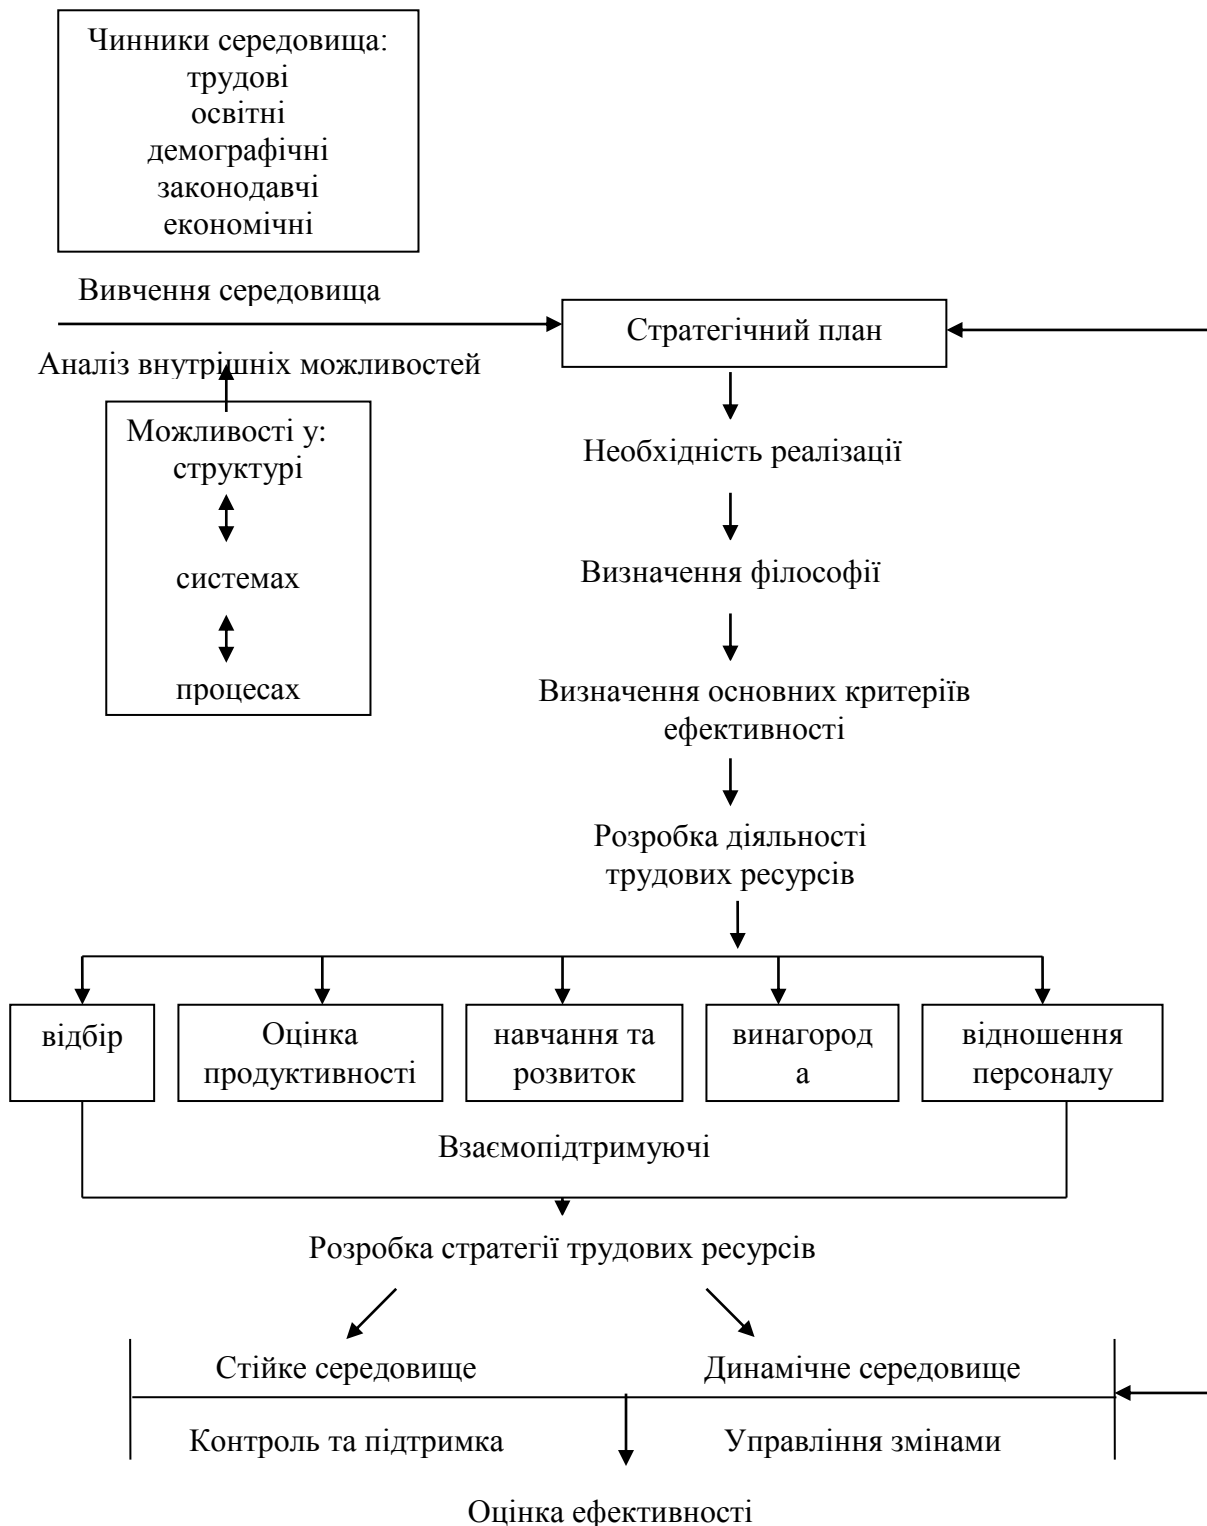 Чинники середовища:
трудові
освітні
демографічні
законодавчі
економічні
Вивчення середовища
Стратегічний план
Аналіз внутрішніх можливостей
Можливості у:
структурі
системах
процесах
Необхідність реалізації
Визначення філософії
Визначення основних критеріїв
ефективності
Розробка діяльності
трудових ресурсів
відбір
Оцінка
продуктивності
навчання та
розвиток
винагород
а
відношення
персоналу
Взаємопідтримуючі
Розробка стратегії трудових ресурсів
Стійке середовище
Динамічне середовище
Контроль та підтримка
Управління змінами
Оцінка ефективності